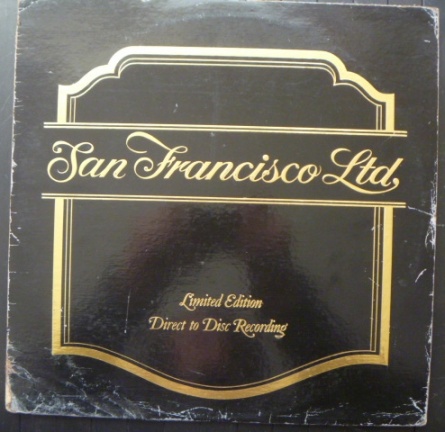 San Francisco Ltd.
Limited Edition
Direct to Disc Recording